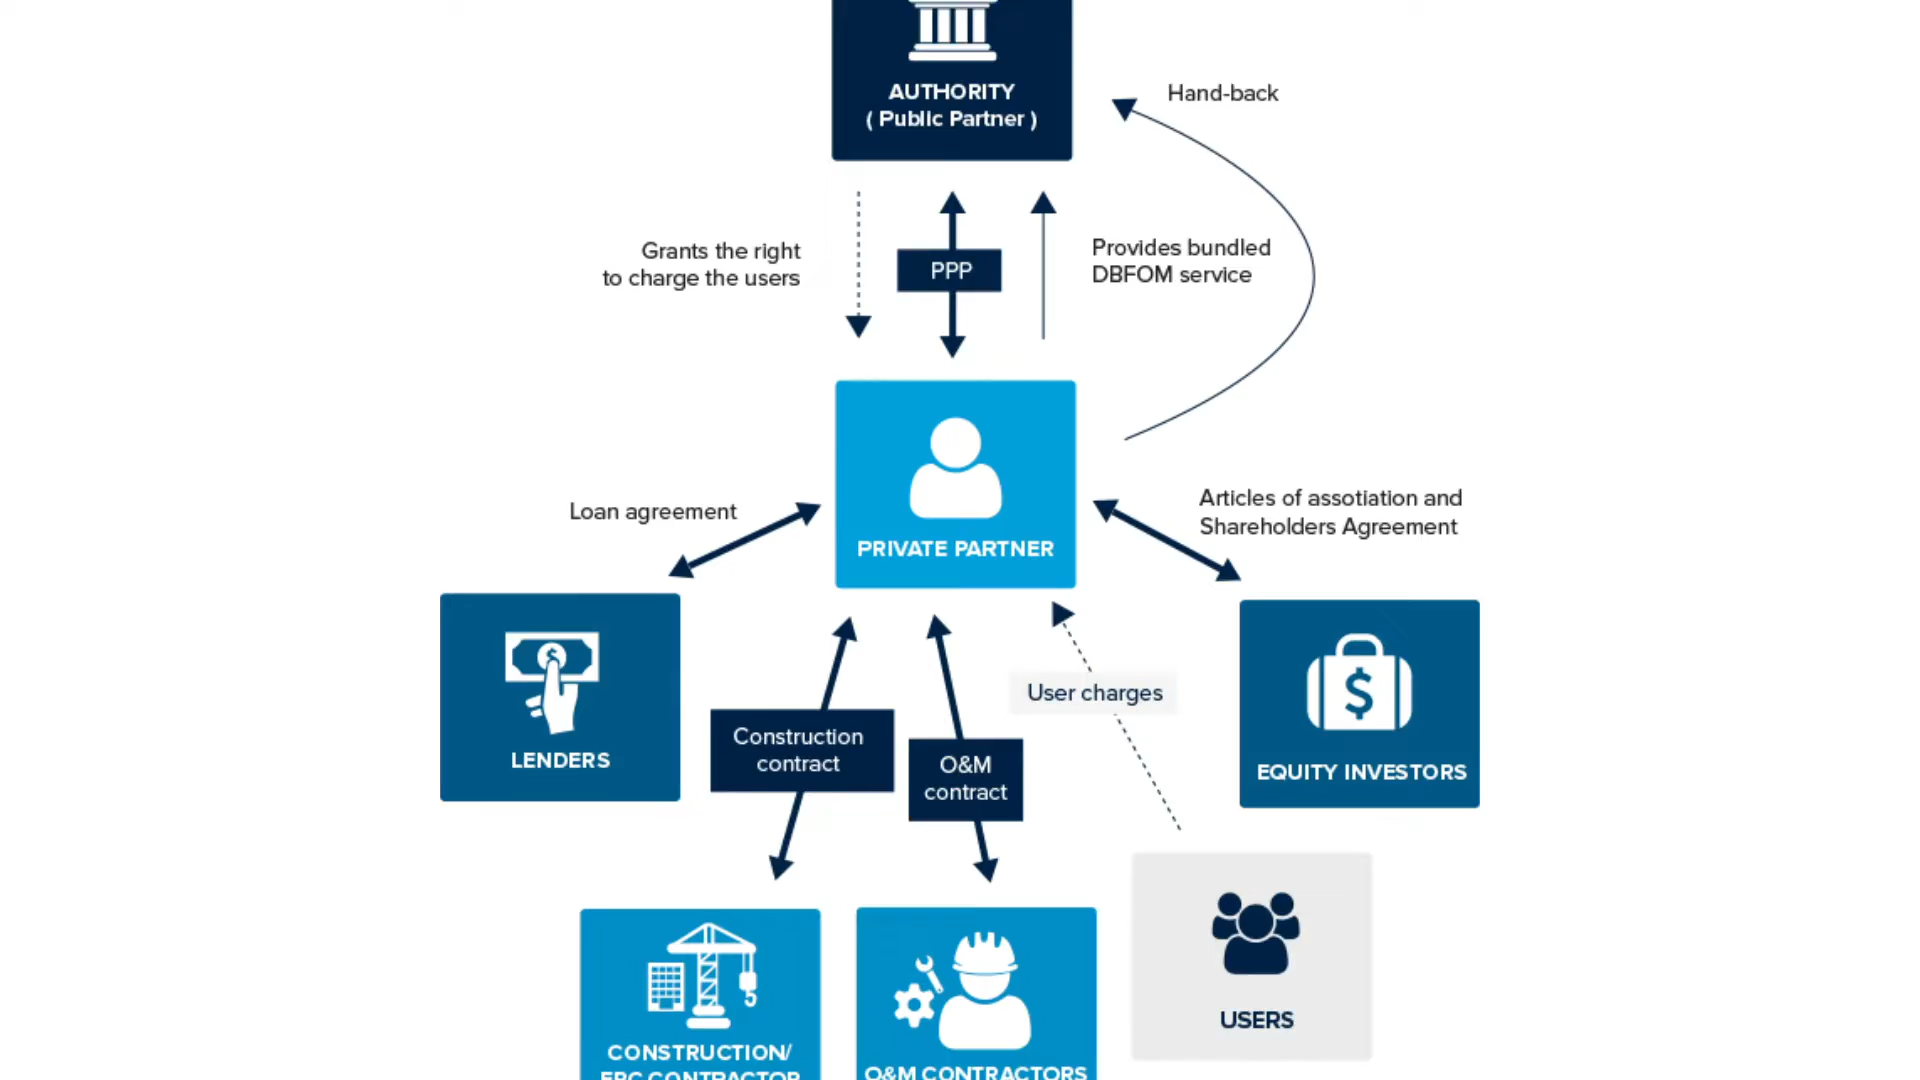 AUTHORITY
( Public Partner )
Hand-back
Grants the right
to charge the users
PPP
Provides bundled
DBFOM service
PRIVATE PARTNER
Loan agreement
Articles of assotiation and
Shareholders Agreement
LENDERS
EQUITY INVESTORS
User charges
Construction
contract
O&M
contract
USERS
CONSTRUCTION/
EPC CONTRACTOR
O&M CONTRACTORS